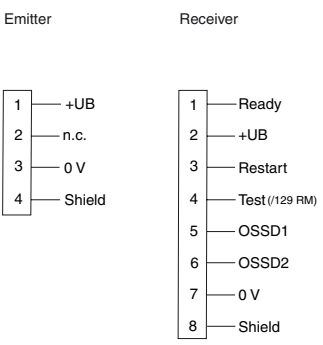 Emitter
1 +UB
2 n.c.
3 0 V
4 Shield
Receiver
1 Ready
2 +UB
3 Restart
4 Test (/129 RM)
5 OSSD1
6 OSSD2
7 0 V
8 Shield